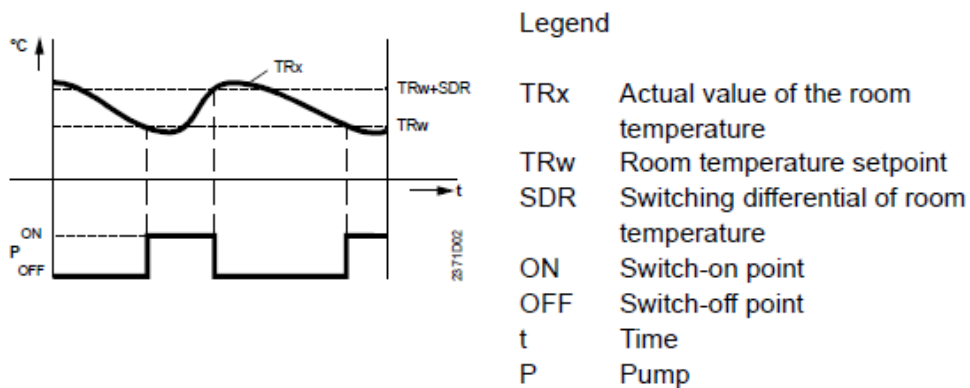 Legend
°C
TRx
TRw+SDR
TRw
t
ON
P
OFF
2371D02
TRx Actual value of the room
temperature
TRw Room temperature setpoint
SDR Switching differential of room
temperature
ON Switch-on point
OFF Switch-off point
t Time
P Pump